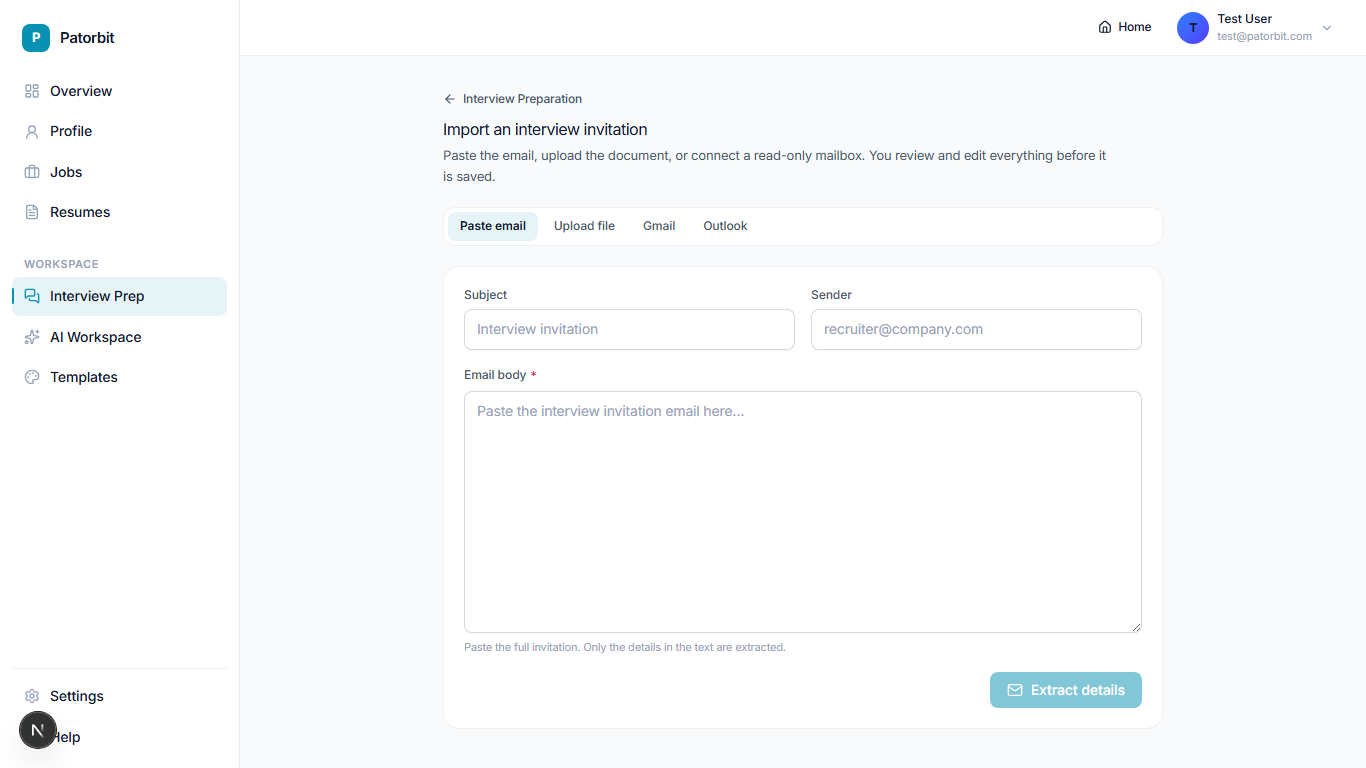 P Patorbit
Home
T
Test User
test@patorbit.com
Overview
Profile
Jobs
Resumes
WORKSPACE
Interview Prep
AI Workspace
Templates
Settings
N
Help
Interview Preparation
Import an interview invitation
Paste the email, upload the document, or connect a read-only mailbox. You review and edit everything before it
is saved.
Paste email Upload file Gmail Outlook
Subject Sender
Interview invitation recruiter@company.com
Email body *
Paste the interview invitation email here...
Paste the full invitation. Only the details in the text are extracted.
Extract details